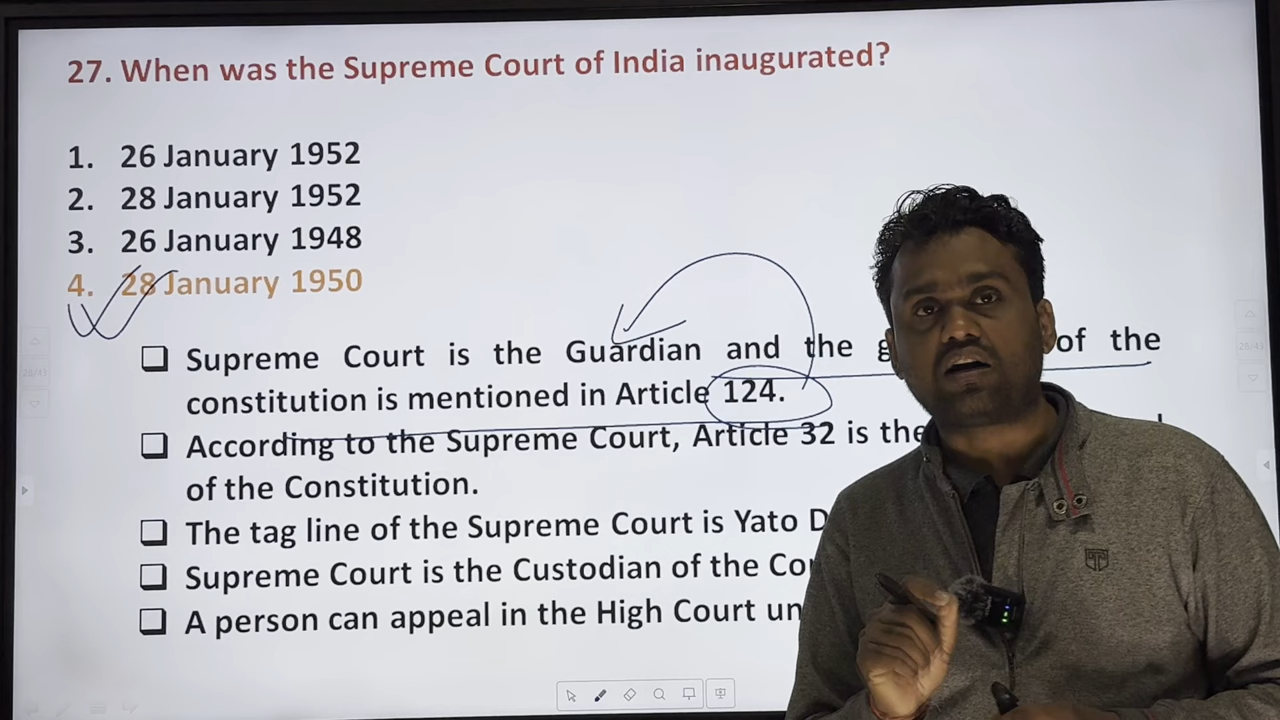 27. When was the Supreme Court of India inaugurated?
1. 26 January 1952
2. 28 January 1952
3. 26 January 1948
4. 28 January 1950
❑ Supreme Court is the Guardian and the of the
constitution is mentioned in Article 124.
❑ According to the Supreme Court, Article 32 is the
of the Constitution.
❑ The tag line of the Supreme Court is Yato
❑ Supreme Court is the Custodian of the
❑ A person can appeal in the High Court